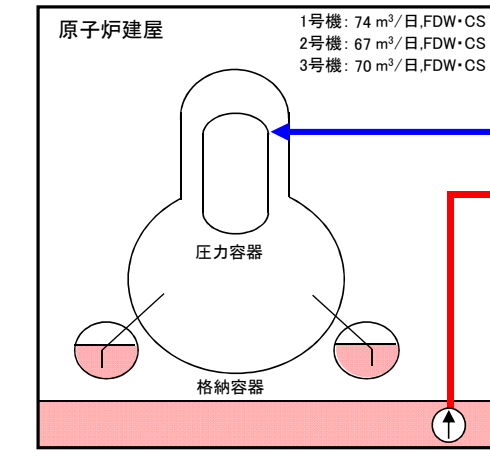 原子炉建屋
1号機: 74 m³/日,FDW・CS
2号機: 67 m³/日,FDW・CS
3号機: 70 m³/日,FDW・CS
圧力容器
格納容器